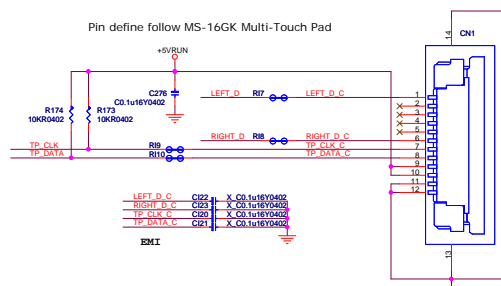 Pin define follow MS-16GK Multi-Touch Pad
+5VRUN
14
CN1
C276
C0.1u16Y0402
R174
10KR0402
R173
10KR0402
LEFT_D RI7 LEFT_D_C 1
2
3
4
5
RIGHT_D RI8 RIGHT_D_C 6
TP_CLK RI9 TP_CLK_C 7
TP_DATA RI10 TP_DATA_C 8
9
10
11
12
LEFT_D_C CI22 X_C0.1u16Y0402
RIGHT_D_C CI23 X_C0.1u16Y0402
TP_CLK_C CI20 X_C0.1u16Y0402
TP_DATA_C CI21 X_C0.1u16Y0402
EMI
13